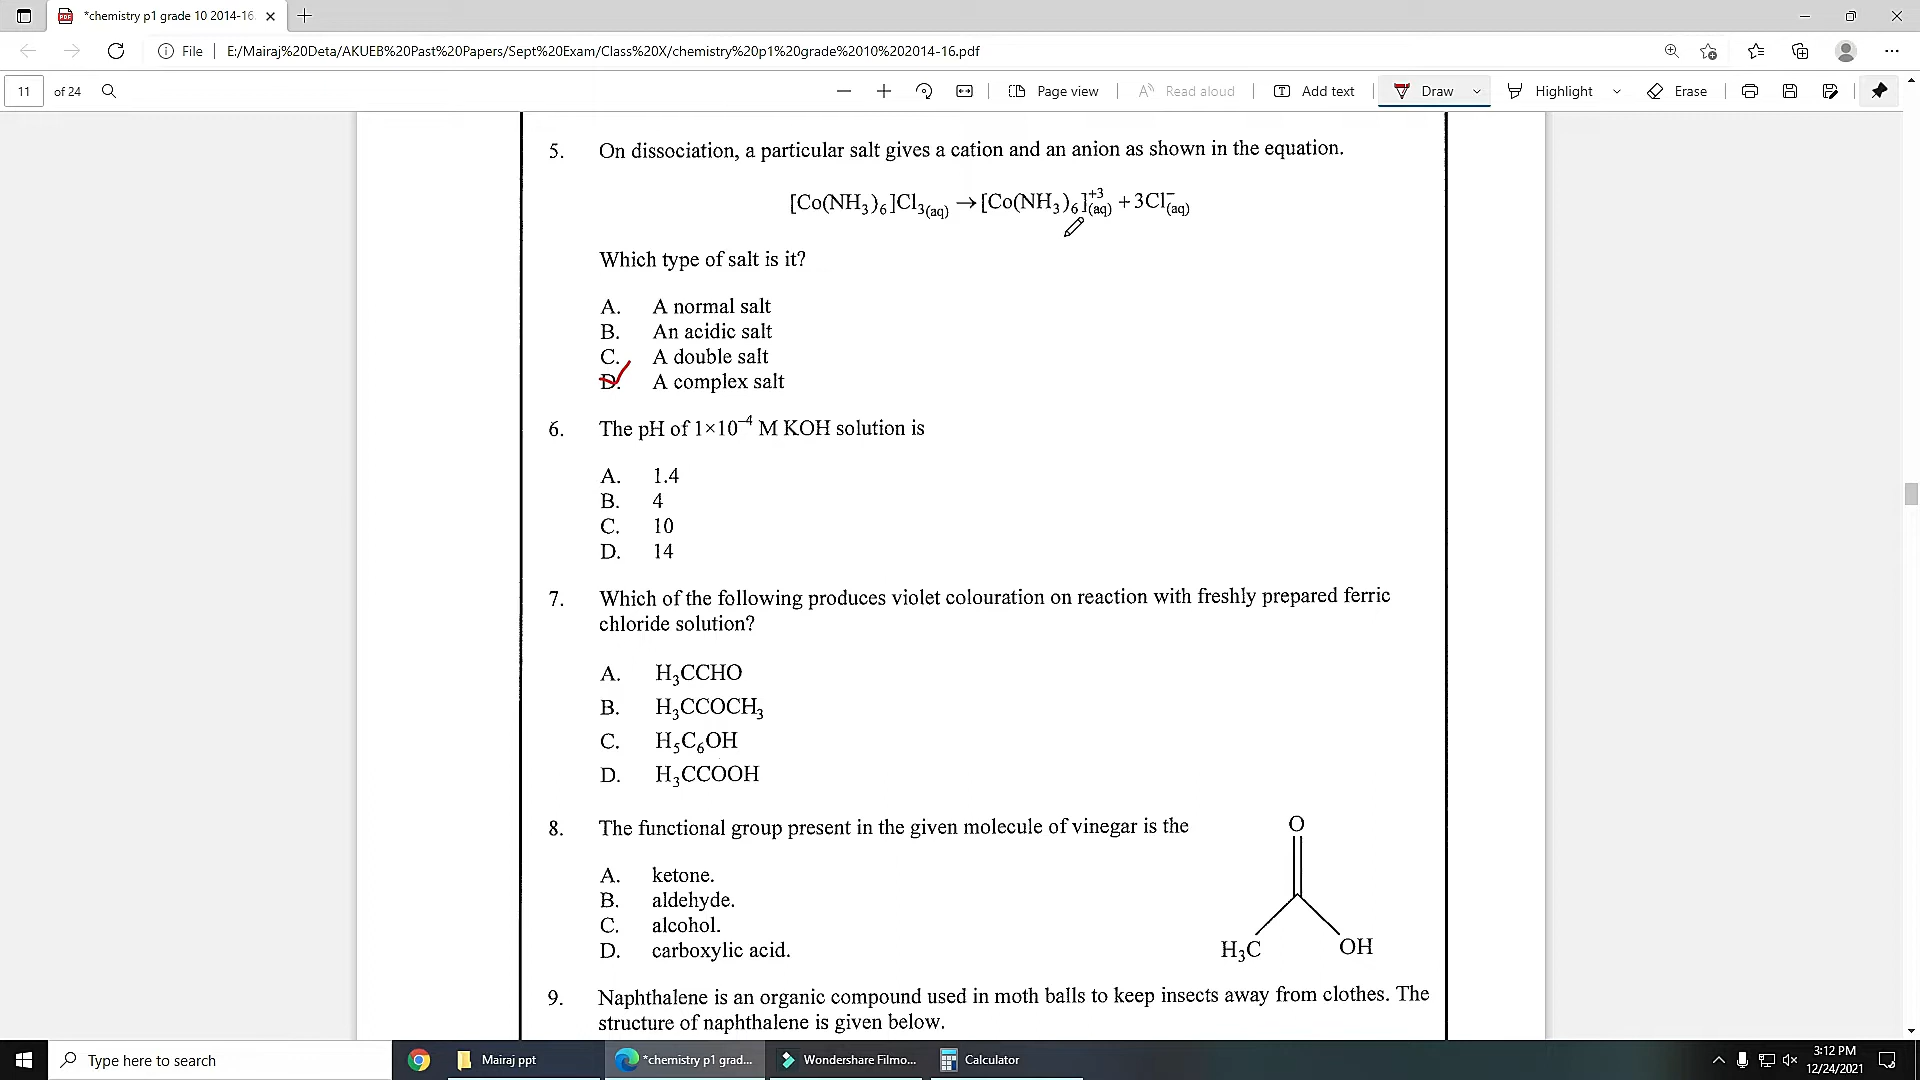 *chemistry p1 grade 10 2014-16.
File
E:/Mairaj%20Deta/AKUEB%20Past%20Papers/Sept%20Exam/Class%20X/chemistry%20p1%20grade%2010%202014-16.pdf
11 of 24
Page view
Read aloud
Add text
Draw
Highlight
Erase
5. On dissociation, a particular salt gives a cation and an anion as shown in the equation.
[Co(NH₃)₆]Cl₃(aq) → [Co(NH₃)₆]⁺³(aq) + 3Cl⁻(aq)
Which type of salt is it?
A. A normal salt
B. An acidic salt
C. A double salt
D. A complex salt
6. The pH of 1×10⁻⁴ M KOH solution is
A. 1.4
B. 4
C. 10
D. 14
7. Which of the following produces violet colouration on reaction with freshly prepared ferric
chloride solution?
A. H₃CCHO
B. H₃CCOCH₃
C. H₅C₆OH
D. H₃CCOOH
8. The functional group present in the given molecule of vinegar is the
A. ketone.
B. aldehyde.
C. alcohol.
D. carboxylic acid.
O
H₃C OH
9. Naphthalene is an organic compound used in moth balls to keep insects away from clothes. The
structure of naphthalene is given below.
Type here to search
Mairaj ppt
*chemistry p1 grad...
Wondershare Filmo...
Calculator
3:12 PM
12/24/2021